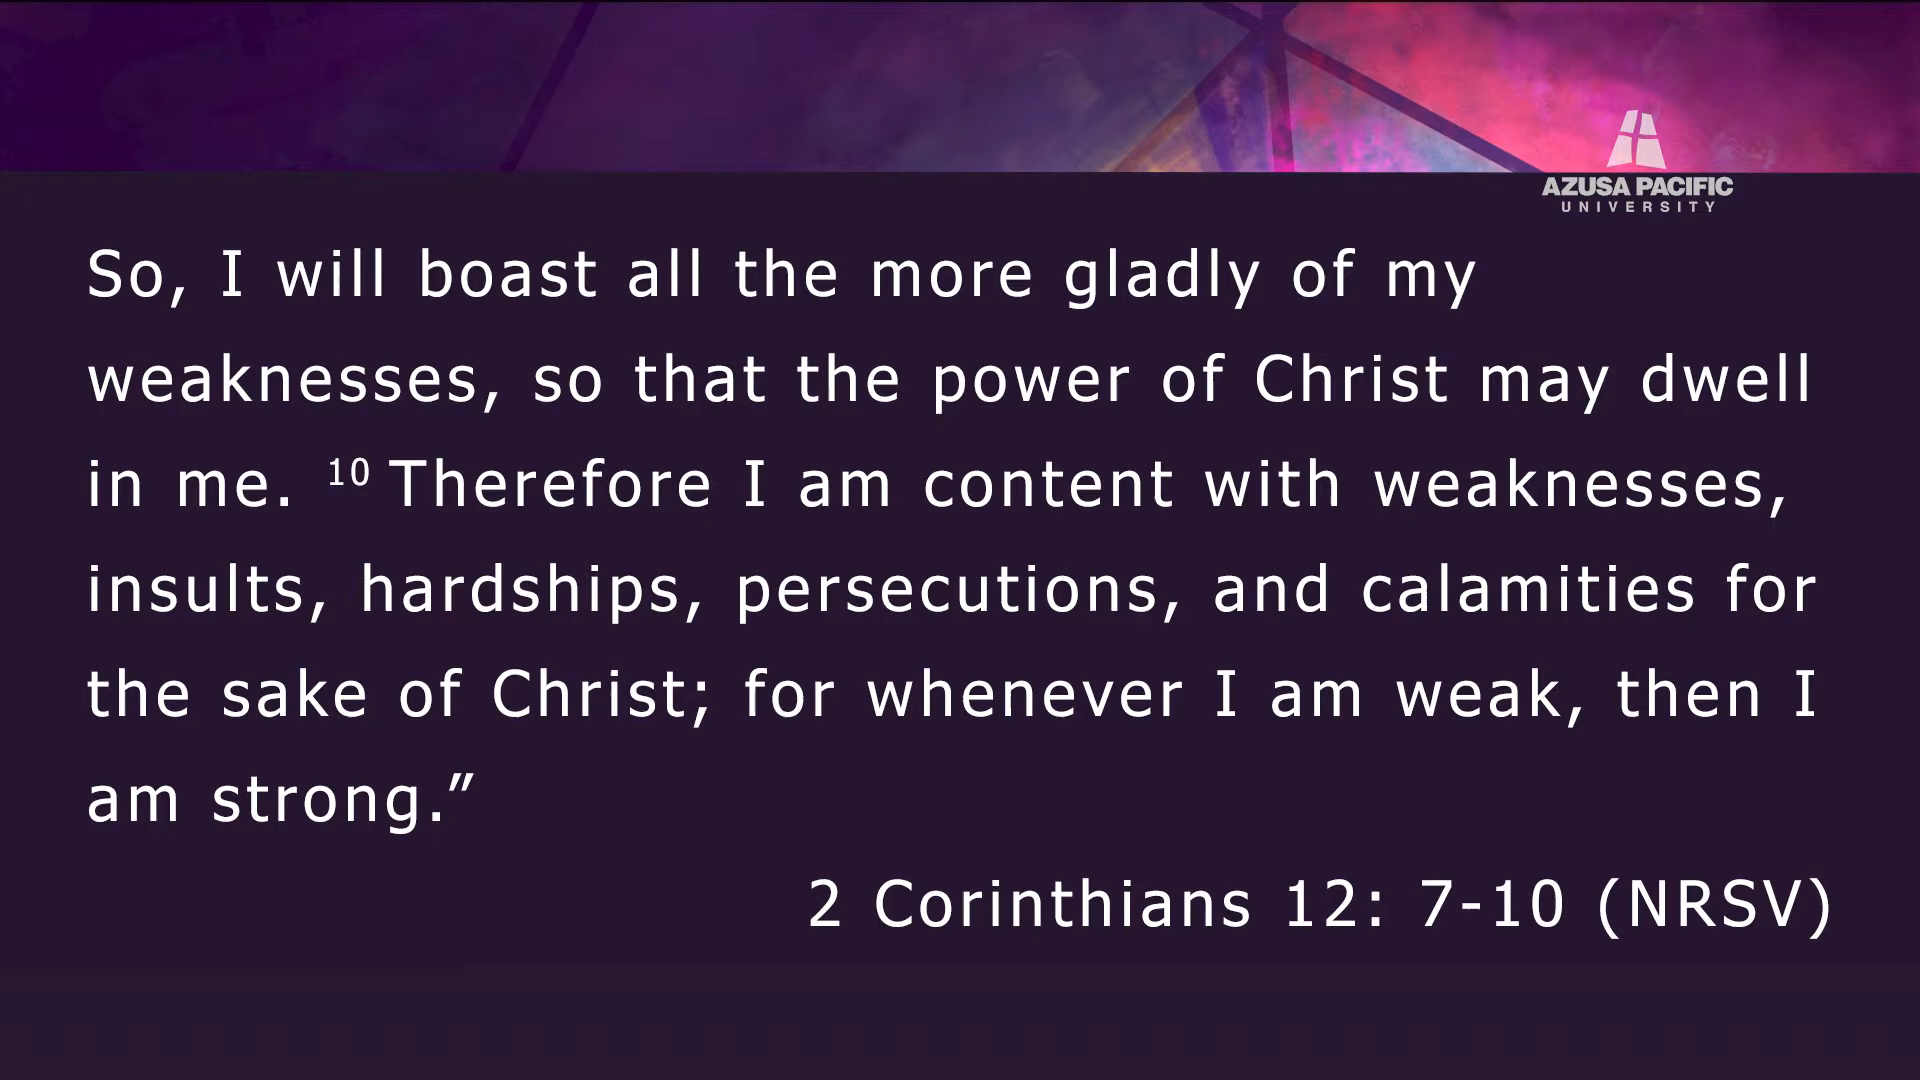 AZUSA PACIFIC
UNIVERSITY
So, I will boast all the more gladly of my
weaknesses, so that the power of Christ may dwell
in me. ¹⁰ Therefore I am content with weaknesses,
insults, hardships, persecutions, and calamities for
the sake of Christ; for whenever I am weak, then I
am strong.”
2 Corinthians 12: 7-10 (NRSV)